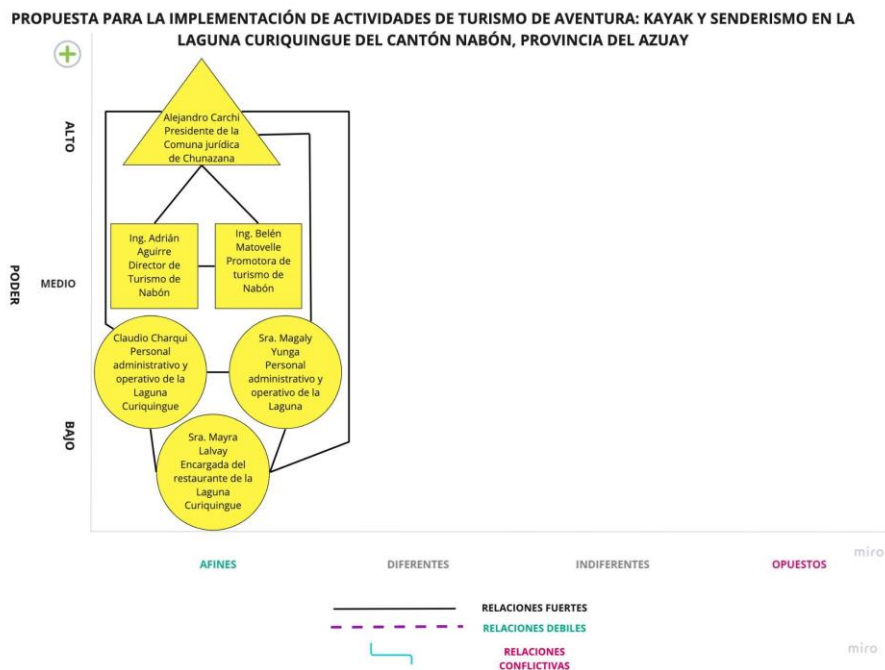 PROPUESTA PARA LA IMPLEMENTACIÓN DE ACTIVIDADES DE TURISMO DE AVENTURA: KAYAK Y SENDERISMO EN LA
LAGUNA CURIQUINGUE DEL CANTÓN NABÓN, PROVINCIA DEL AZUAY
PODER
ALTO
MEDIO
BAJO
Alejandro Carchi
Presidente de la
Comuna jurídica
de Chunazana
Ing. Adrián
Aguirre
Director de
Turismo de
Nabón
Ing. Belén
Matovelle
Promotora de
turismo de
Nabón
Claudio Charqui
Personal
administrativo y
operativo de la
Laguna
Curiquingue
Sra. Magaly
Yunga
Personal
administrativo y
operativo de la
Laguna
Sra. Mayra
Lalvay
Encargada del
restaurante de la
Laguna
Curiquingue
AFINES
DIFERENTES
INDIFERENTES
OPUESTOS
miro
RELACIONES FUERTES
RELACIONES DEBILES
RELACIONES
CONFLICTIVAS
miro